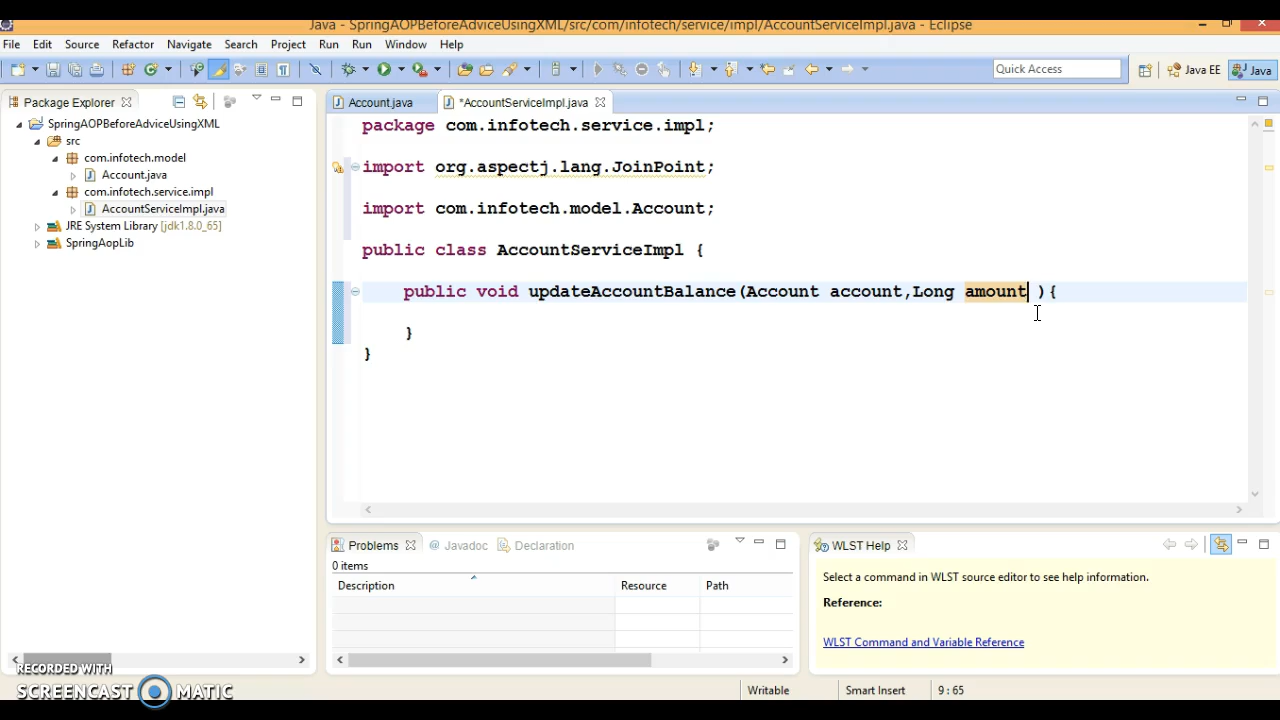 Java - SpringAOPBeforeAdviceUsingXML/src/com/infotech/service/impl/AccountServiceImpl.java - Eclipse
File Edit Source Refactor Navigate Search Project Run Run Window Help
Quick Access
Java EE
Java
Package Explorer
SpringAOPBeforeAdviceUsingXML
src
com.infotech.model
Account.java
com.infotech.service.impl
AccountServiceImpl.java
JRE System Library [jdk1.8.0_65]
SpringAopLib
Account.java
*AccountServiceImpl.java
package com.infotech.service.impl;
import org.aspectj.lang.JoinPoint;
import com.infotech.model.Account;
public class AccountServiceImpl {
public void updateAccountBalance(Account account,Long amount ){
}
}
Problems
@ Javadoc
Declaration
0 items
Description Resource Path
WLST Help
Select a command in WLST source editor to see help information.
Reference:
WLST Command and Variable Reference
RECORDED WITH
SCREENCAST MATIC
Writable
Smart Insert
9 : 65